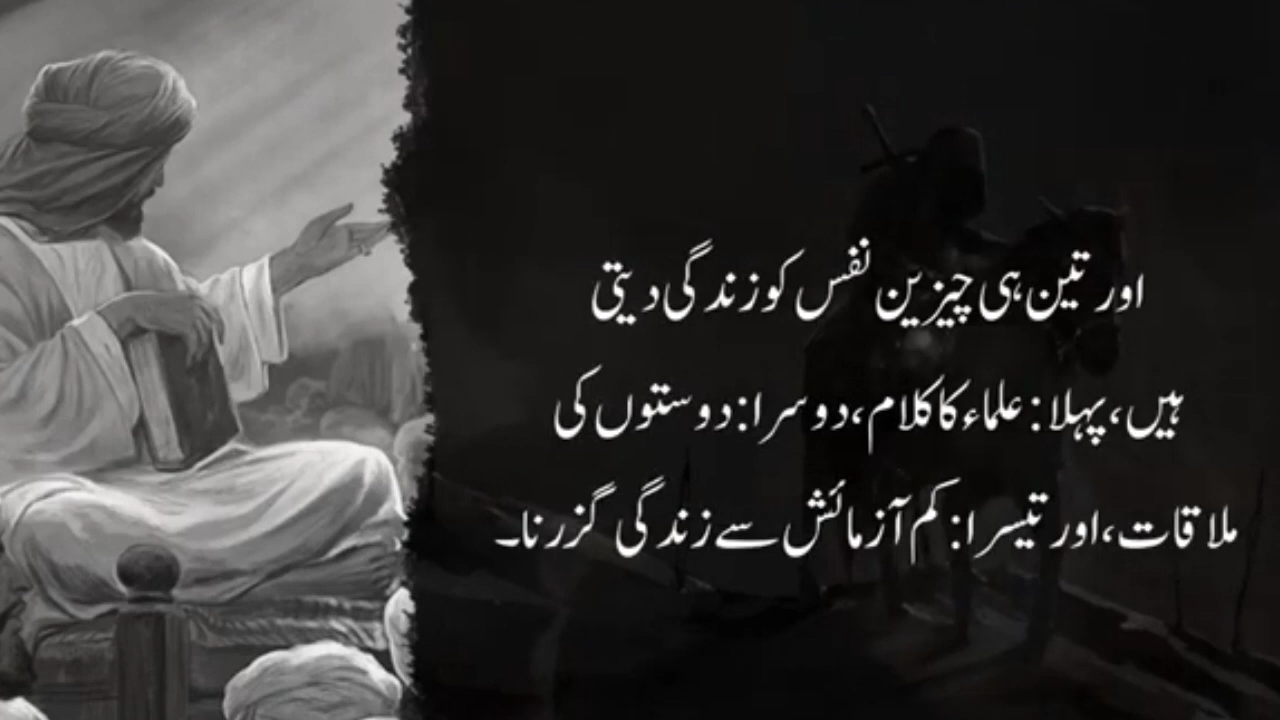 اور تین ہی چیزین نفس کو زندگی دیتی
ہیں، پہلا: علماء کا کلام، دوسرا: دوستوں کی
ملاقات، اور تیسرا: کم آزمائش سے زندگی گزرنا۔